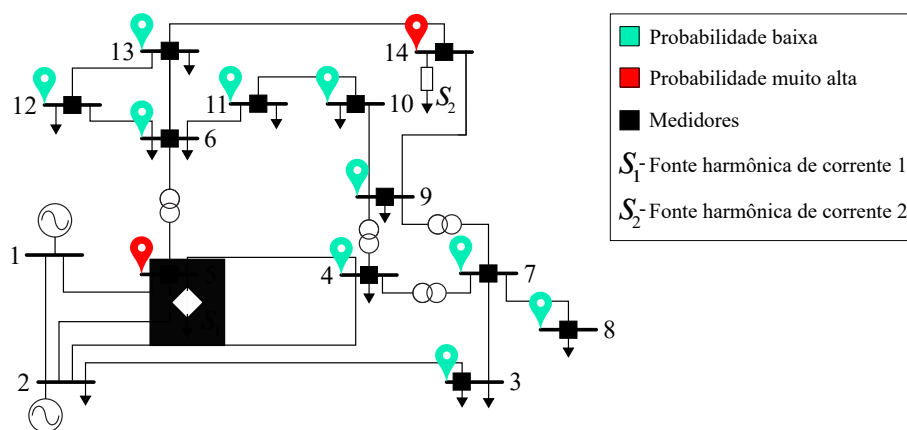 13
14
12
11
10
S2
6
9
1
5
4
7
8
2
3
Probabilidade baixa
Probabilidade muito alta
Medidores
S1- Fonte harmônica de corrente 1
S2- Fonte harmônica de corrente 2